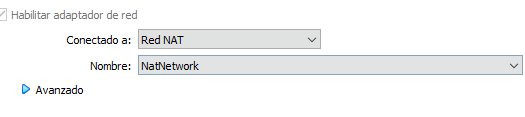 Habilitar adaptador de red
Conectado a: Red NAT
Nombre: NatNetwork
Avanzado